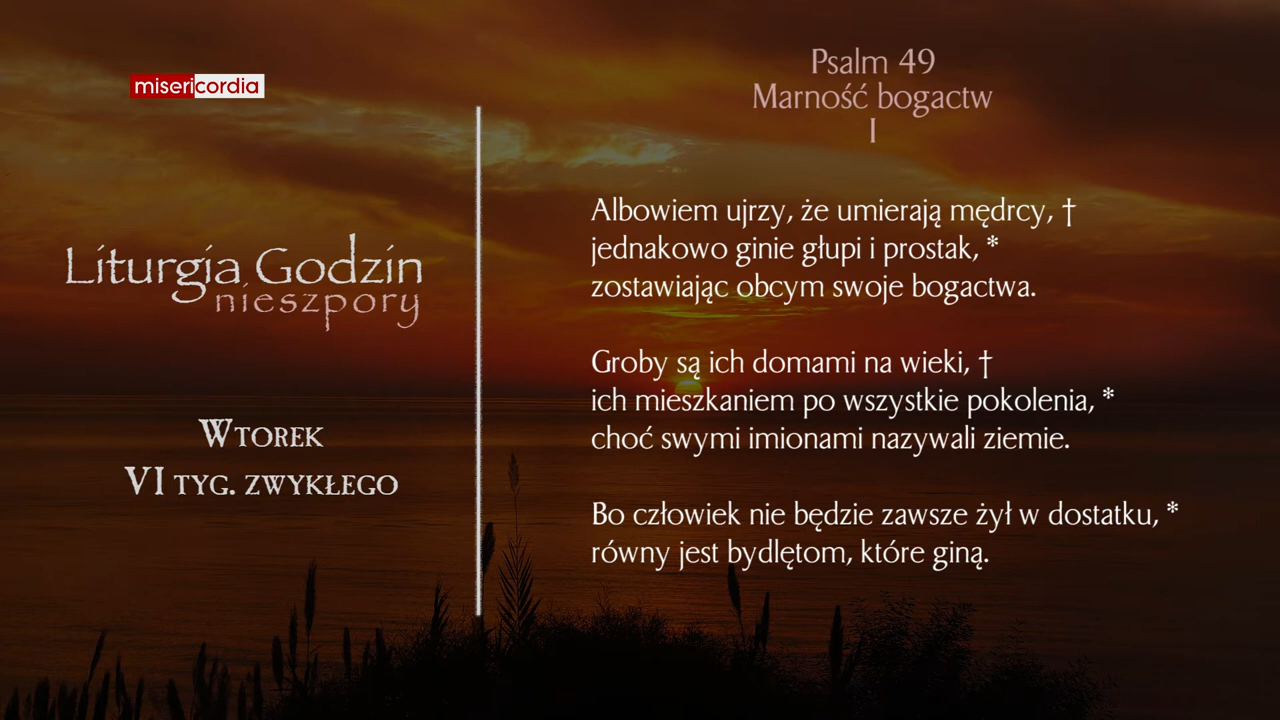 misericordia
Liturgia Godzin
nieszpory
Wtorek
VI tyg. zwykłego
Psalm 49
Marność bogactw
I
Albowiem ujrzy, że umierają mędrcy, †
jednakowo ginie głupi i prostak, *
zostawiając obcym swoje bogactwa.
Groby są ich domami na wieki, †
ich mieszkaniem po wszystkie pokolenia, *
choć swymi imionami nazywali ziemie.
Bo człowiek nie będzie zawsze żył w dostatku, *
równy jest bydlętom, które giną.